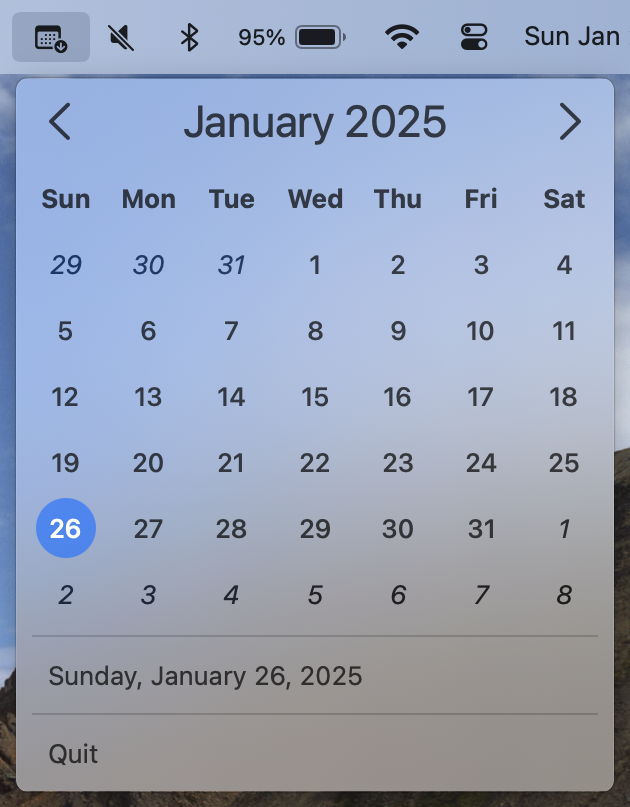 95% Sun Jan
January 2025
Sun Mon Tue Wed Thu Fri Sat
29 30 31 1 2 3 4
5 6 7 8 9 10 11
12 13 14 15 16 17 18
19 20 21 22 23 24 25
26 27 28 29 30 31 1
2 3 4 5 6 7 8
Sunday, January 26, 2025
Quit